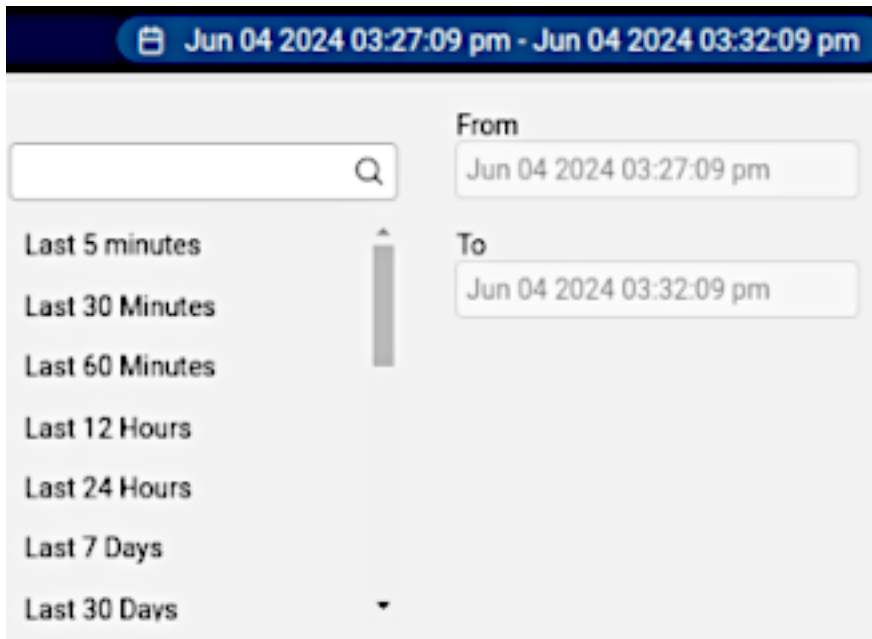 Jun 04 2024 03:27:09 pm - Jun 04 2024 03:32:09 pm
From
Jun 04 2024 03:27:09 pm
Last 5 minutes
To
Last 30 Minutes
Jun 04 2024 03:32:09 pm
Last 60 Minutes
Last 12 Hours
Last 24 Hours
Last 7 Days
Last 30 Days